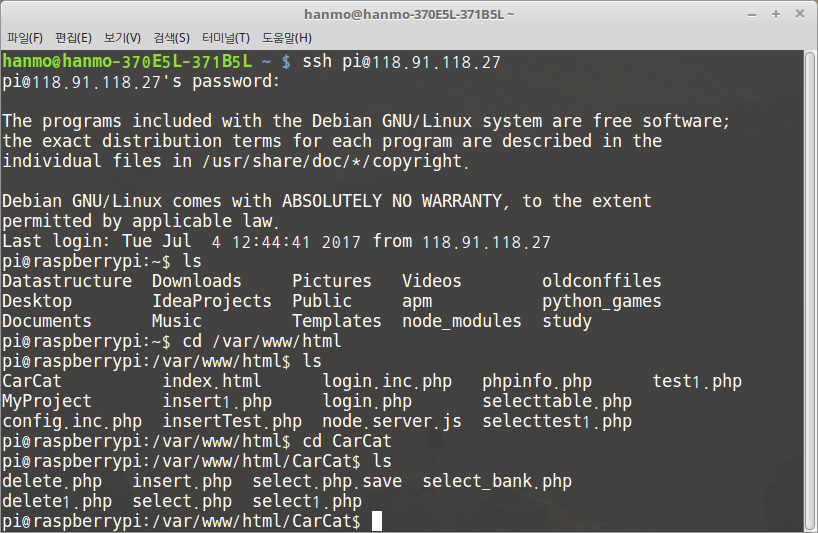 hanmo@hanmo-370E5L-371B5L ~
파일(F) 편집(E) 보기(V) 검색(S) 터미널(T) 도움말(H)
hanmo@hanmo-370E5L-371B5L ~ $ ssh pi@118.91.118.27
pi@118.91.118.27's password:
The programs included with the Debian GNU/Linux system are free software;
the exact distribution terms for each program are described in the
individual files in /usr/share/doc/*/copyright.
Debian GNU/Linux comes with ABSOLUTELY NO WARRANTY, to the extent
permitted by applicable law.
Last login: Tue Jul  4 12:44:41 2017 from 118.91.118.27
pi@raspberrypi:~$ ls
Datastructure  Downloads     Pictures   Videos        oldconffiles
Desktop        IdeaProjects  Public     apm           python_games
Documents      Music         Templates  node_modules  study
pi@raspberrypi:~$ cd /var/www/html
pi@raspberrypi:/var/www/html$ ls
CarCat          index.html      login.inc.php   phpinfo.php      test1.php
MyProject       insert1.php     login.php       selecttable.php
config.inc.php  insertTest.php  node.server.js  selecttest1.php
pi@raspberrypi:/var/www/html$ cd CarCat
pi@raspberrypi:/var/www/html/CarCat$ ls
delete.php   insert.php  select.php.save  select_bank.php
delete1.php  select.php  select1.php
pi@raspberrypi:/var/www/html/CarCat$